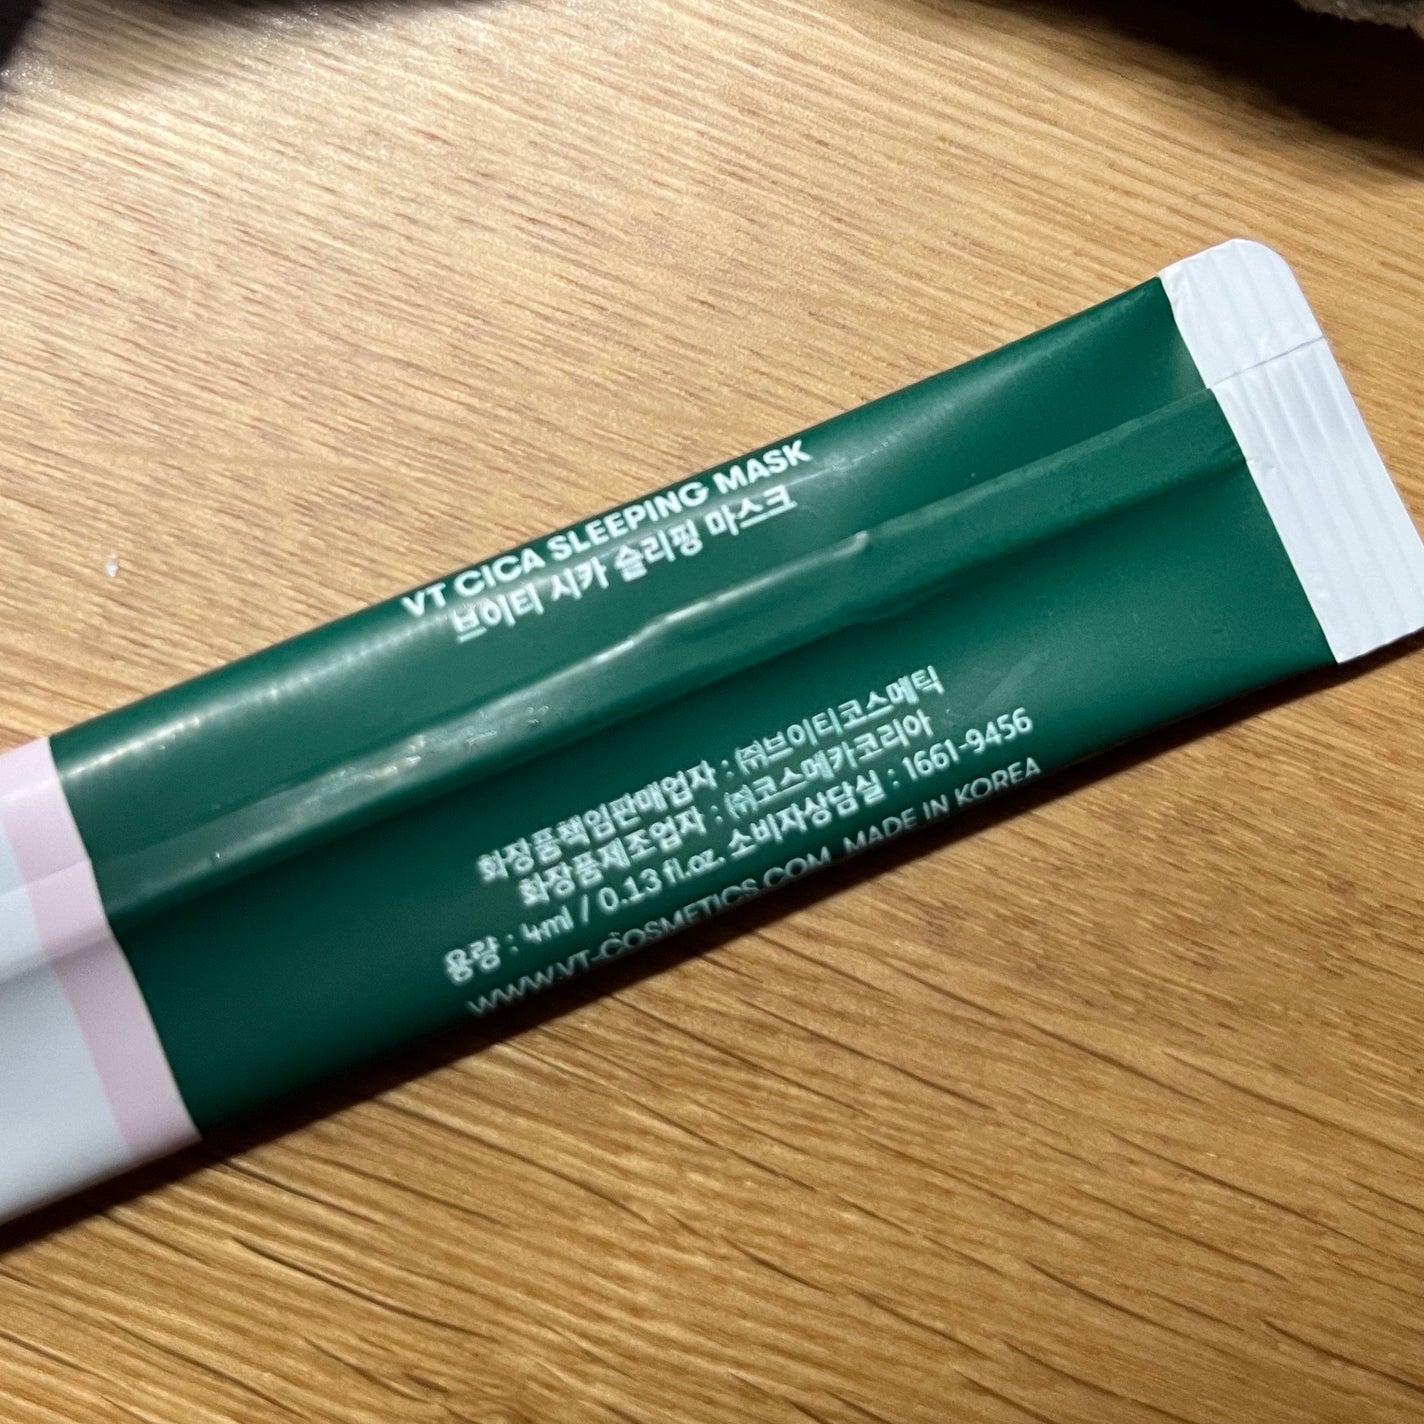 VT CICA SLEEPING MASK
브이티 시카 슬리핑 마스크
화장품책임판매업자 : ㈜브이티코스메틱
화장품제조업자 : ㈜코스메카코리아
용량 : 4ml / 0.13 fl.oz. 소비자상담실 : 1661-9456
WWW.VT-COSMETICS.COM MADE IN KOREA